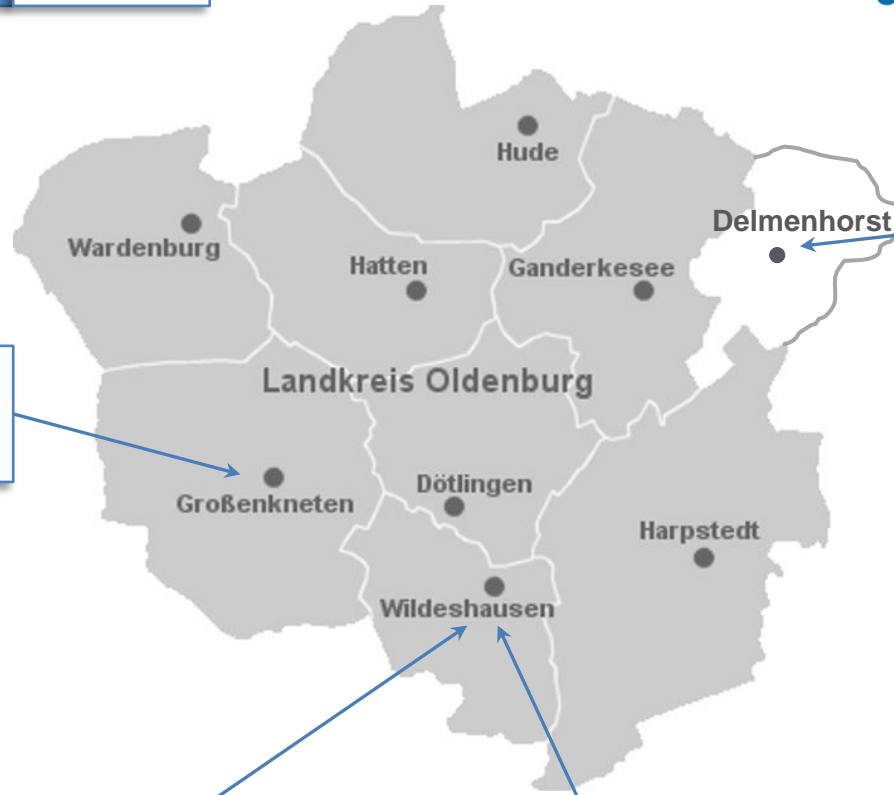 Hude
Delmenhorst
Wardenburg
Hatten
Ganderkesee
Landkreis Oldenburg
Dötlingen
Großenkneten
Harpstedt
Wildeshausen